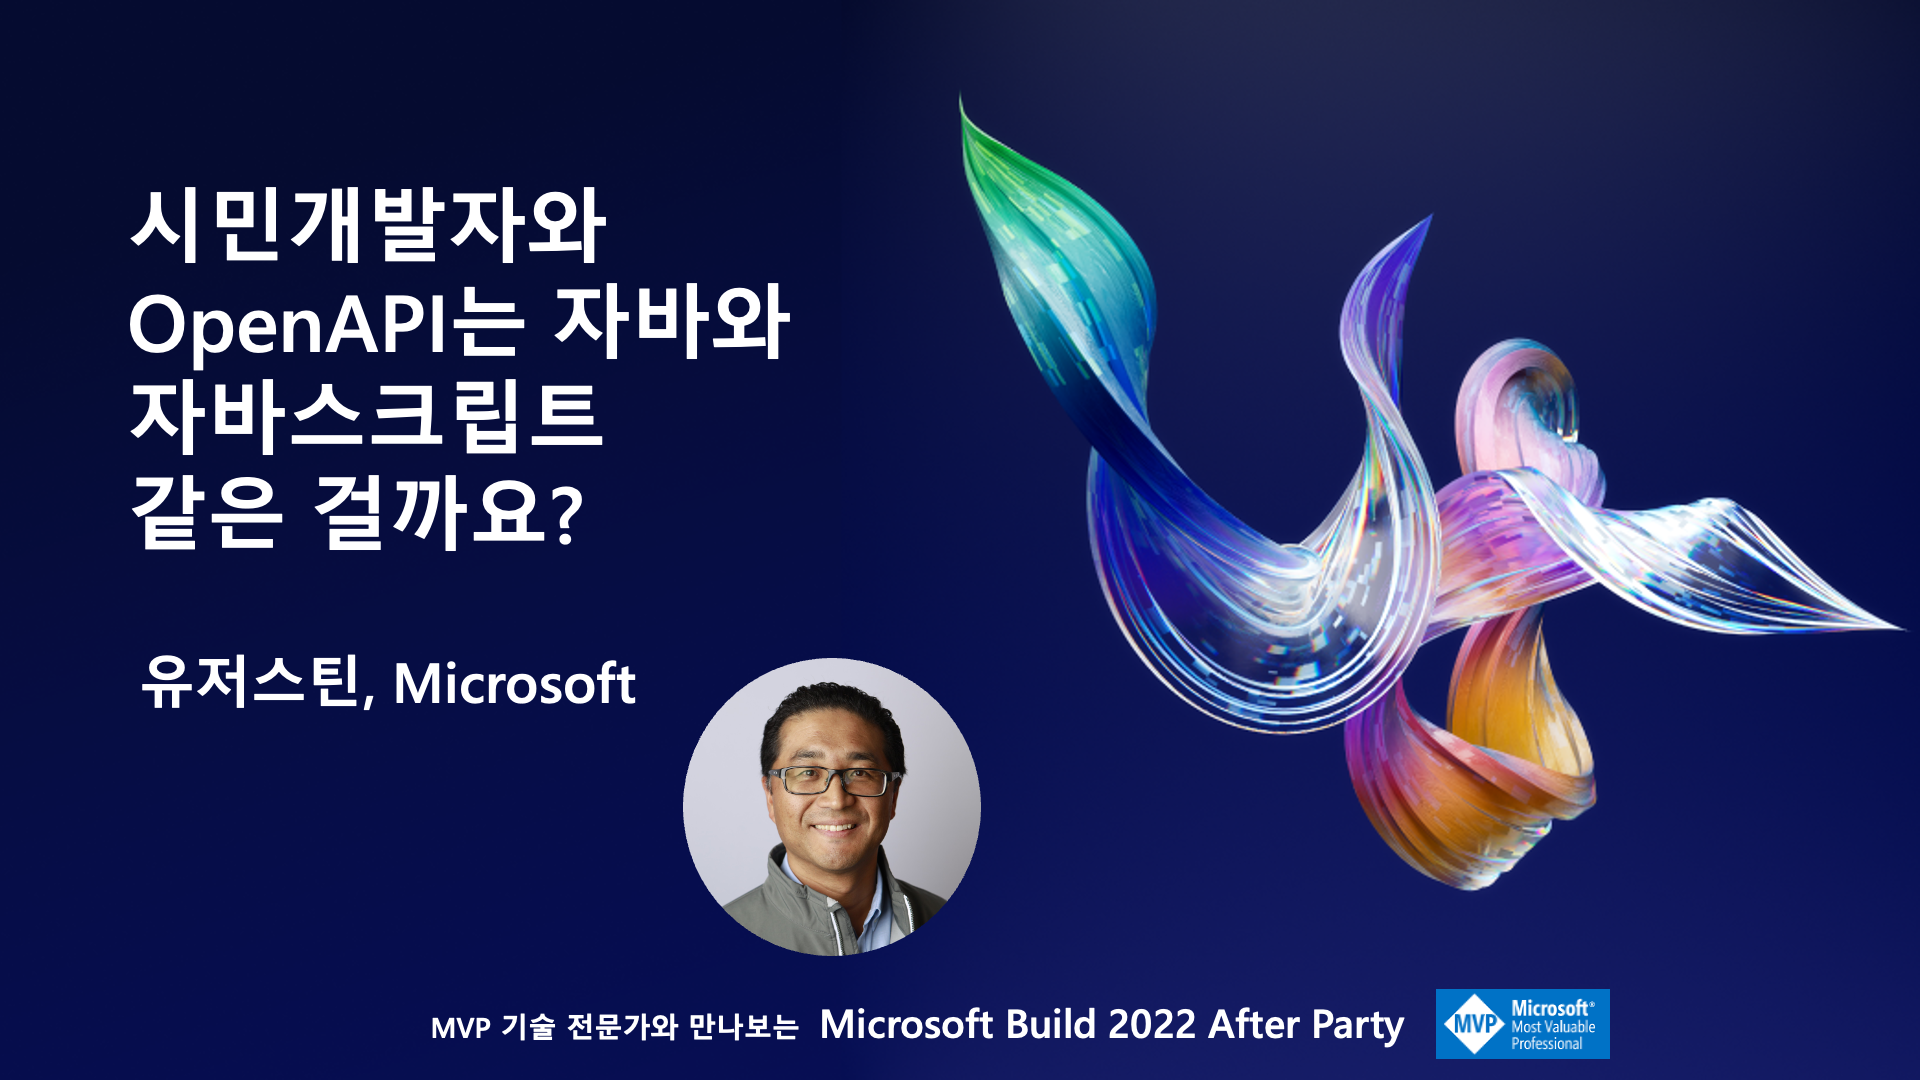 시민개발자와
OpenAPI는 자바와
자바스크립트
같은 걸까요?
유저스틴, Microsoft
MVP 기술 전문가와 만나보는 Microsoft Build 2022 After Party
MVP
Microsoft®
Most Valuable
Professional